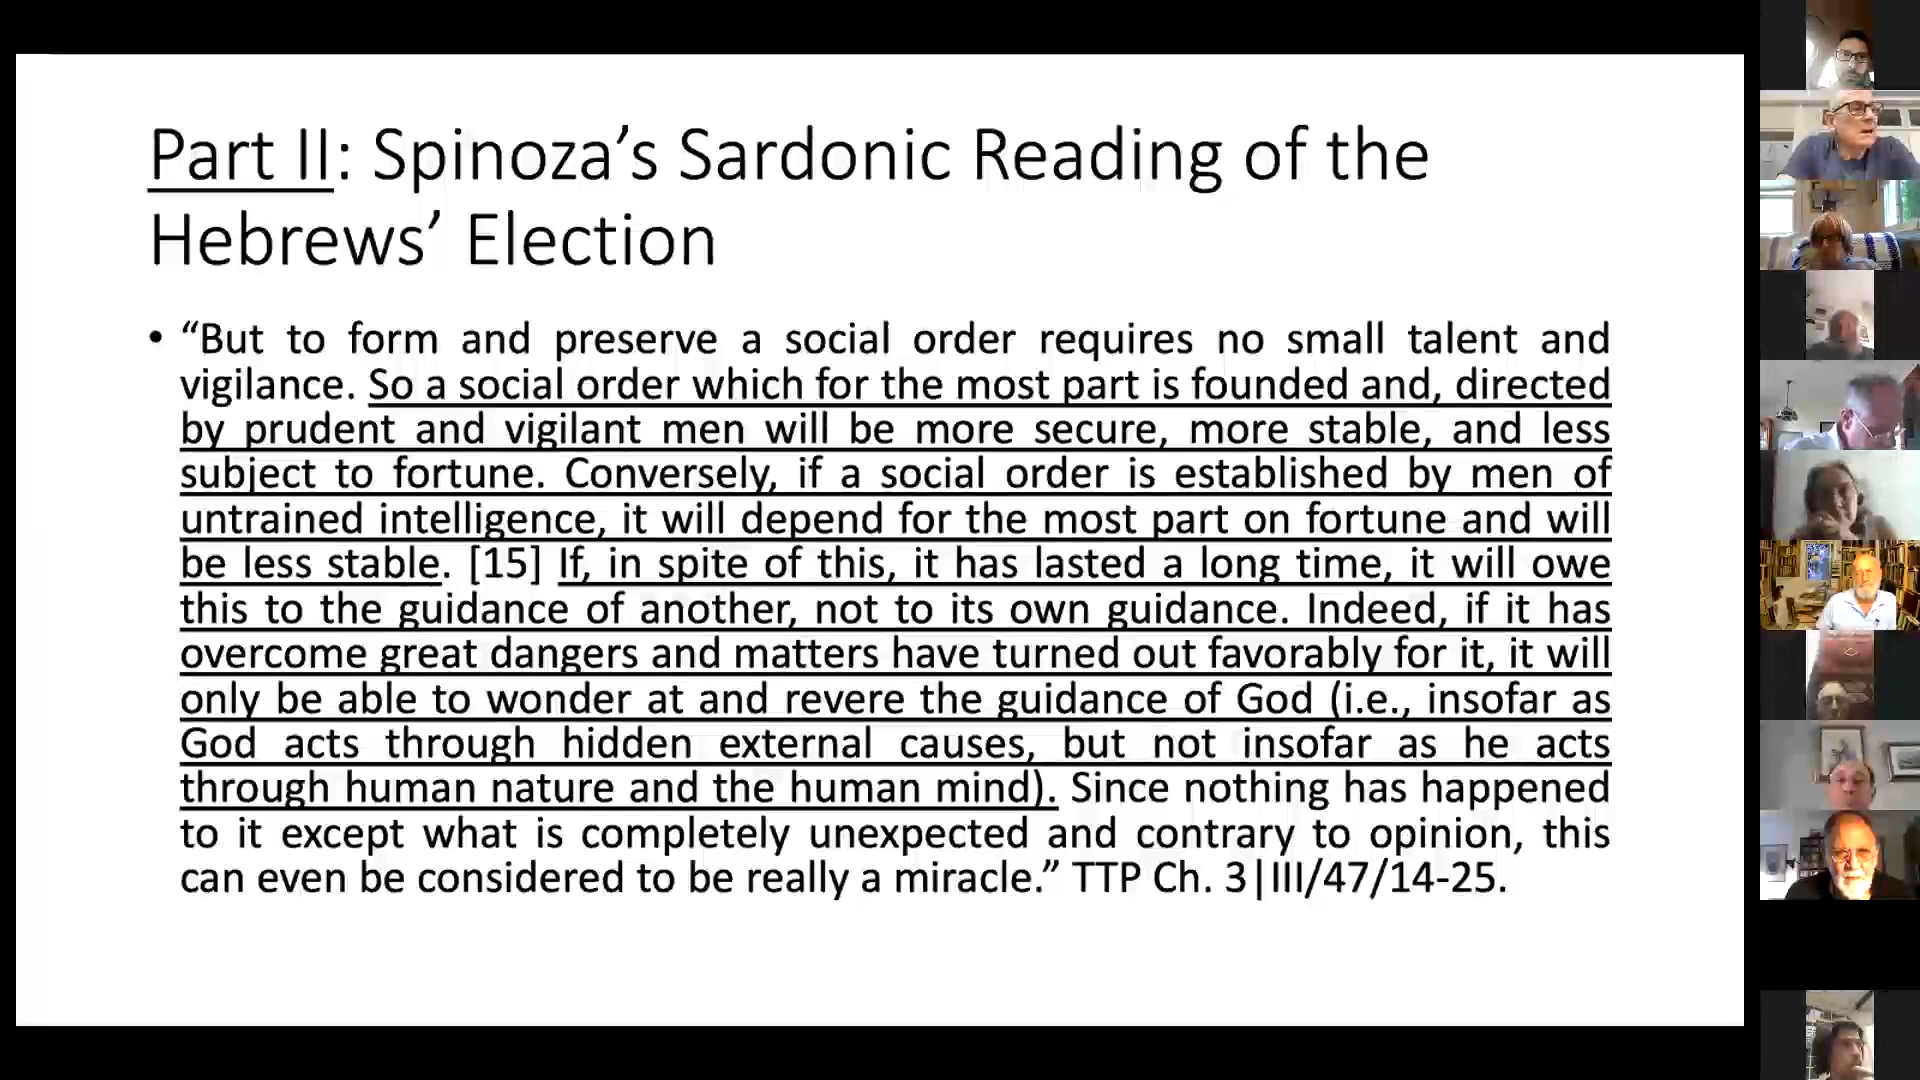 Part II: Spinoza’s Sardonic Reading of the
Hebrews’ Election
• “But to form and preserve a social order requires no small talent and
vigilance. So a social order which for the most part is founded and, directed
by prudent and vigilant men will be more secure, more stable, and less
subject to fortune. Conversely, if a social order is established by men of
untrained intelligence, it will depend for the most part on fortune and will
be less stable. [15] If, in spite of this, it has lasted a long time, it will owe
this to the guidance of another, not to its own guidance. Indeed, if it has
overcome great dangers and matters have turned out favorably for it, it will
only be able to wonder at and revere the guidance of God (i.e., insofar as
God acts through hidden external causes, but not insofar as he acts
through human nature and the human mind). Since nothing has happened
to it except what is completely unexpected and contrary to opinion, this
can even be considered to be really a miracle.” TTP Ch. 3|III/47/14-25.